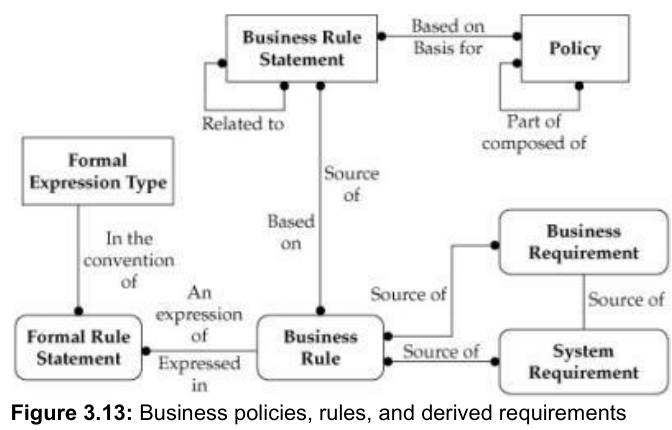 Business Rule
Statement
Based on
Basis for
Policy
Related to
Part of
composed of
Formal
Expression Type
Source
of
Based
on
In the
convention
of
Business
Requirement
Source of
Source of
An
expression
of
Expressed
in
Formal Rule
Statement
Business
Rule
Source of
System
Requirement
Figure 3.13: Business policies, rules, and derived requirements